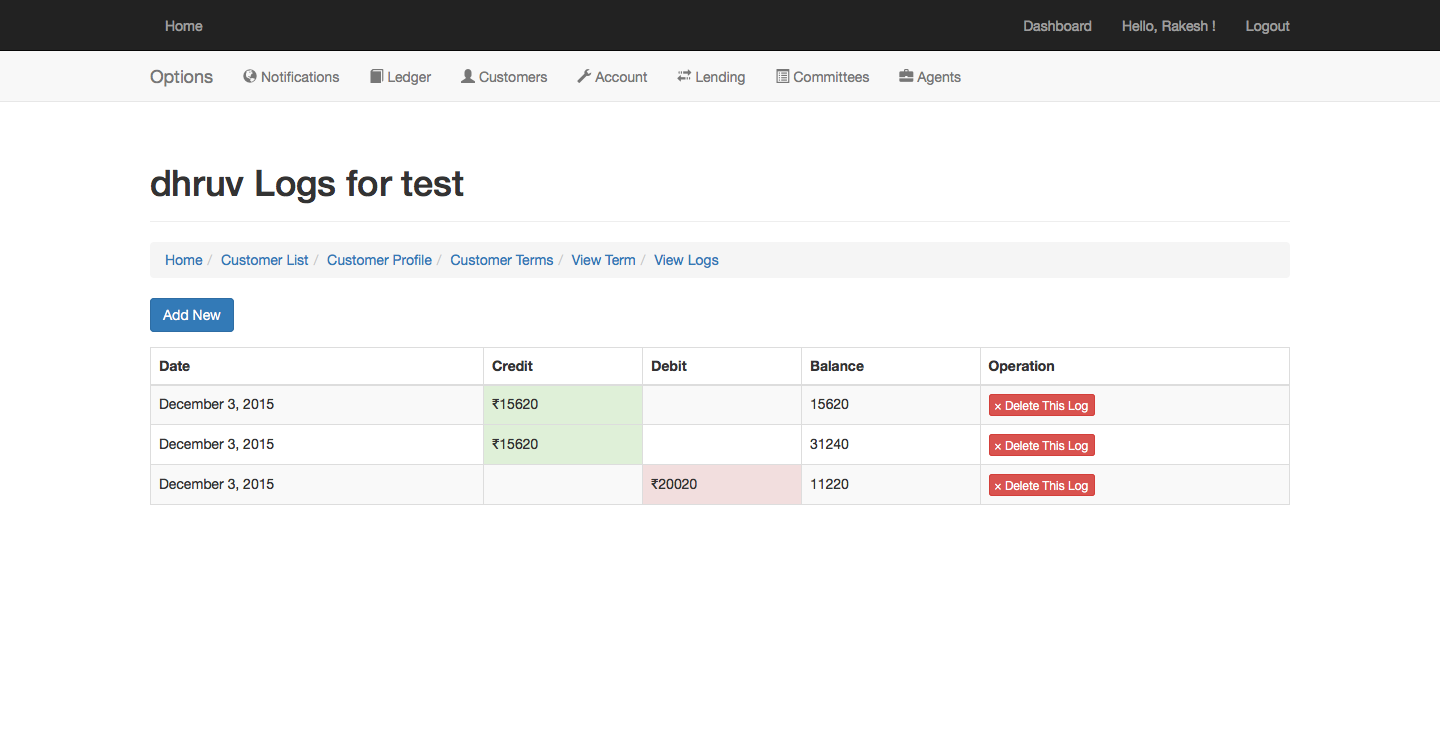 Home Dashboard Hello, Rakesh ! Logout
Options Notifications Ledger Customers Account Lending Committees Agents
dhruv Logs for test
Home / Customer List / Customer Profile / Customer Terms / View Term / View Logs
Add New
Date Credit Debit Balance Operation
December 3, 2015 ₹15620 15620 × Delete This Log
December 3, 2015 ₹15620 31240 × Delete This Log
December 3, 2015 ₹20020 11220 × Delete This Log